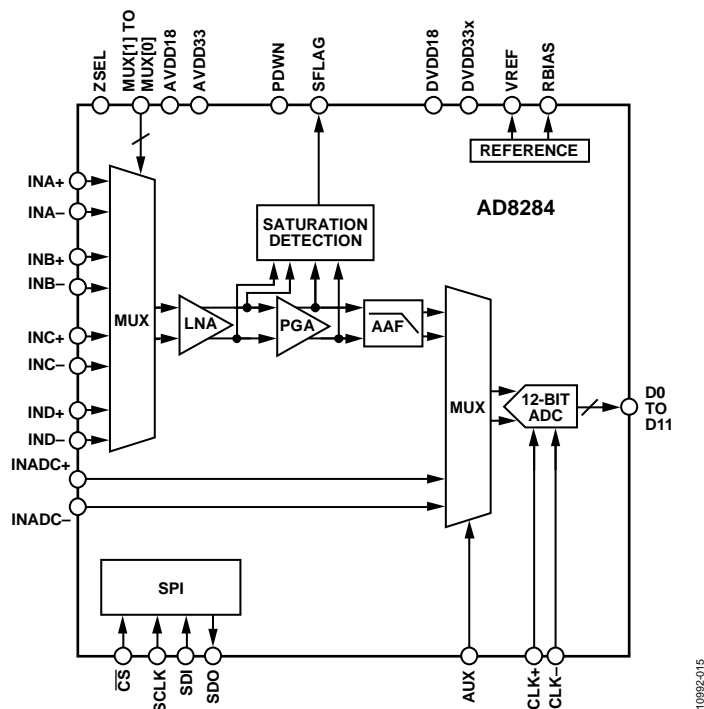 ZSEL
MUX[1] TO
MUX[0]
AVDD18
AVDD33
PDWN
SFLAG
DVDD18
DVDD33x
VREF
RBIAS
REFERENCE
AD8284
INA+
INA–
INB+
INB–
INC+
INC–
IND+
IND–
INADC+
INADC–
SATURATION
DETECTION
MUX
LNA
PGA
AAF
MUX
12-BIT
ADC
D0
TO
D11
SPI
CS
SCLK
SDI
SDO
AUX
CLK+
CLK–
10992-015